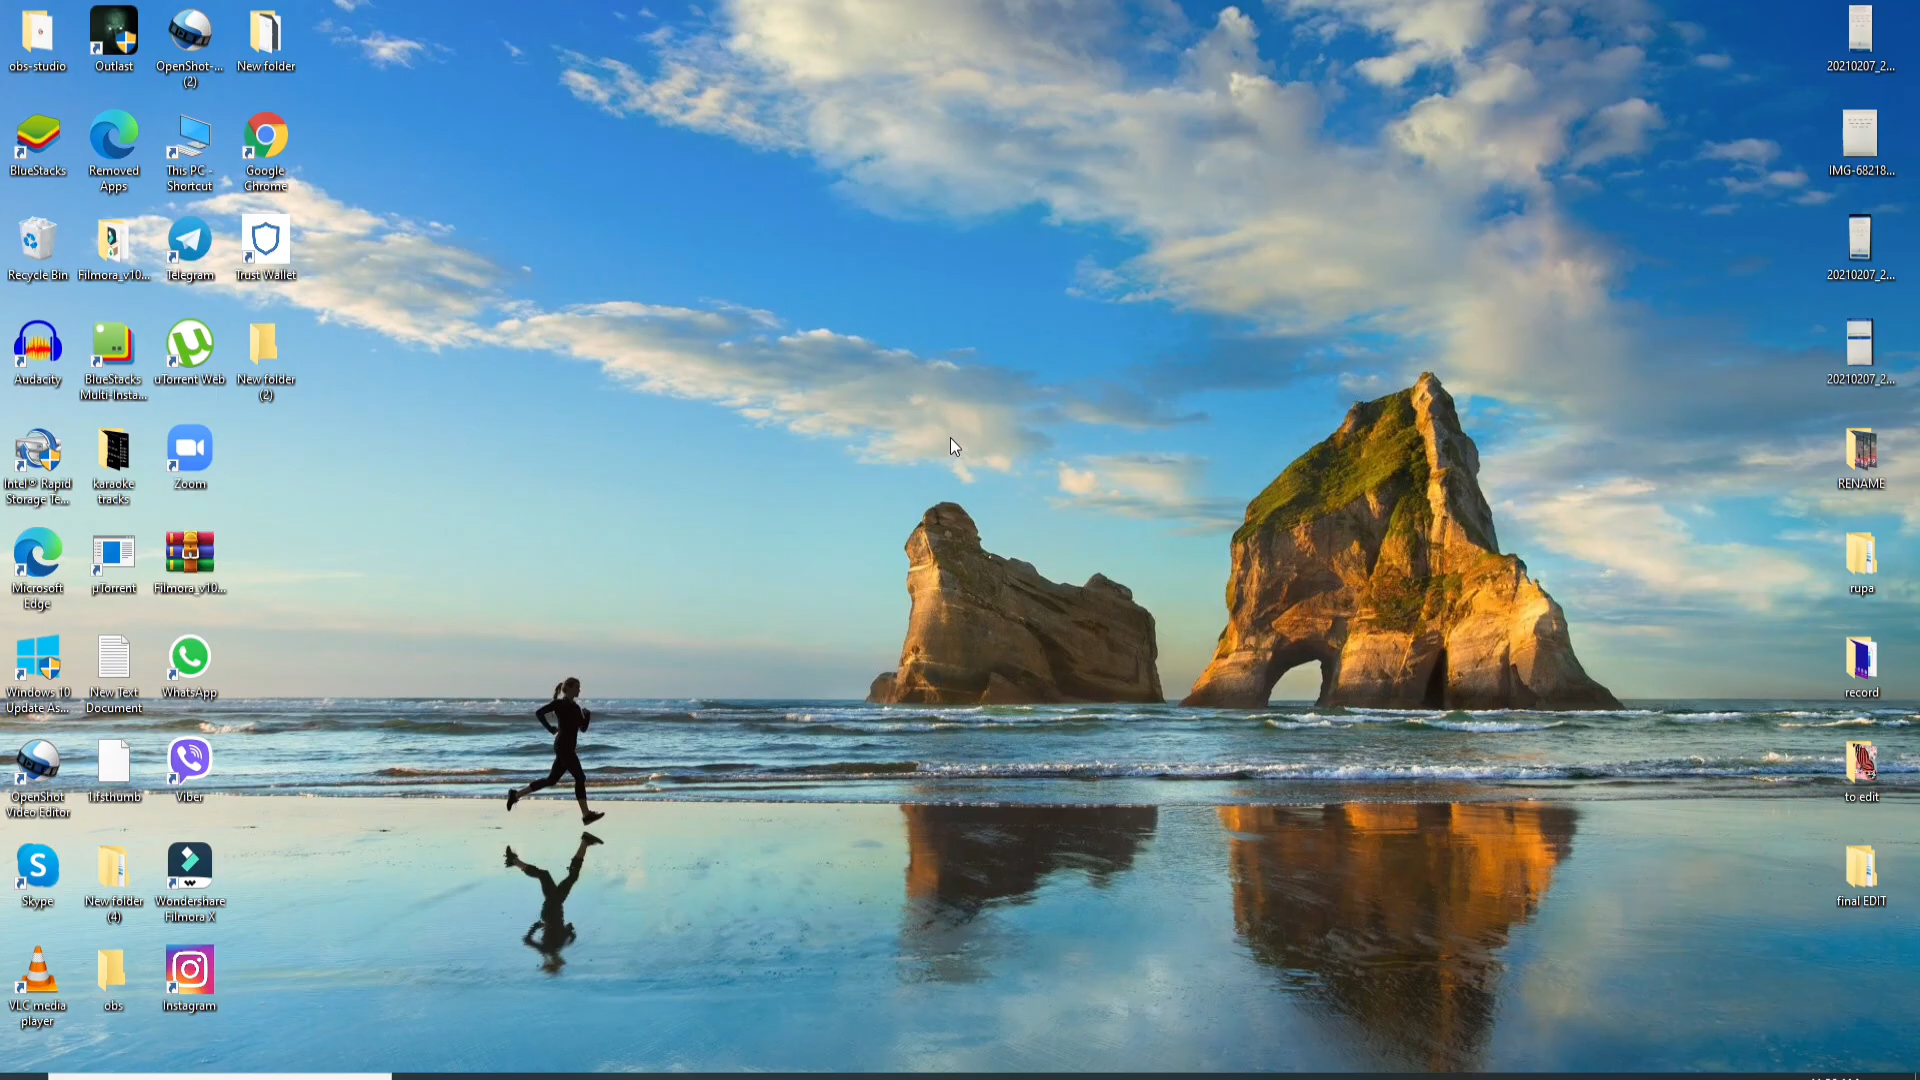 obs-studio
Outlast
OpenShot-...
(2)
New folder
20210207_2...
BlueStacks
Removed
Apps
This PC -
Shortcut
Google
Chrome
IMG-68218...
Recycle Bin
Filmora_v10...
Telegram
Trust Wallet
20210207_2...
Audacity
BlueStacks
Multi-Insta...
uTorrent Web
New folder
(2)
20210207_2...
Intel® Rapid
Storage Te...
karaoke
tracks
Zoom
RENAME
Microsoft
Edge
µTorrent
Filmora_v10...
rupa
Windows 10
Update As...
New Text
Document
WhatsApp
record
OpenShot
Video Editor
1.fsthumb
Viber
to edit
Skype
New folder
(4)
Wondershare
Filmora X
final EDIT
VLC media
player
obs
Instagram